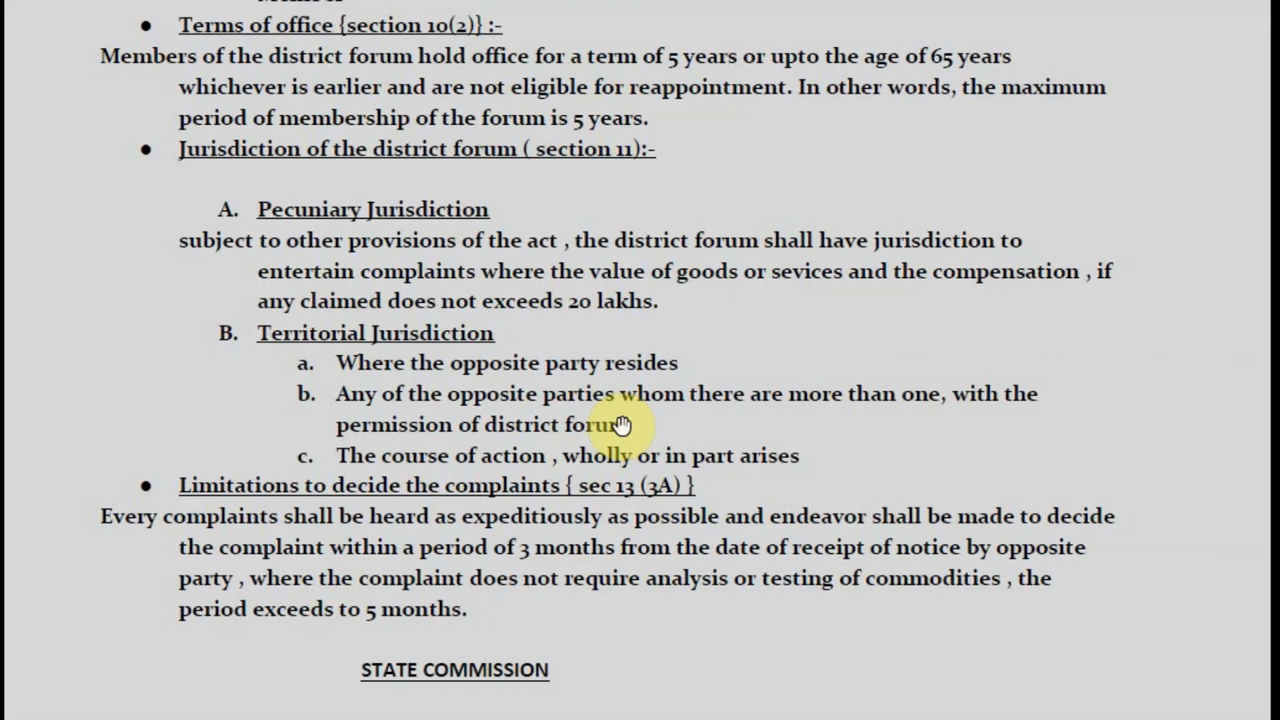 ● Terms of office {section 10(2)} :-
Members of the district forum hold office for a term of 5 years or upto the age of 65 years
whichever is earlier and are not eligible for reappointment. In other words, the maximum
period of membership of the forum is 5 years.
● Jurisdiction of the district forum ( section 11):-
A. Pecuniary Jurisdiction
subject to other provisions of the act , the district forum shall have jurisdiction to
entertain complaints where the value of goods or sevices and the compensation , if
any claimed does not exceeds 20 lakhs.
B. Territorial Jurisdiction
a. Where the opposite party resides
b. Any of the opposite parties whom there are more than one, with the
permission of district forum
c. The course of action , wholly or in part arises
● Limitations to decide the complaints { sec 13 (3A) }
Every complaints shall be heard as expeditiously as possible and endeavor shall be made to decide
the complaint within a period of 3 months from the date of receipt of notice by opposite
party , where the complaint does not require analysis or testing of commodities , the
period exceeds to 5 months.
STATE COMMISSION